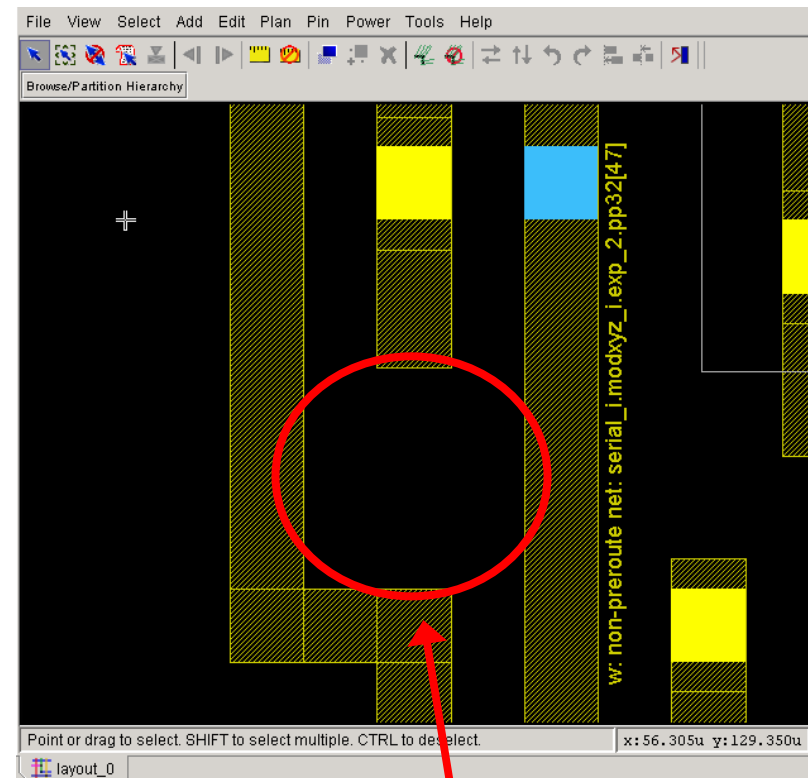 File View Select Add Edit Plan Pin Power Tools Help
Browse/Partition Hierarchy
w: non-preroute net: serial_i.modxyz_i.exp_2.pp32[47]
Point or drag to select. SHIFT to select multiple. CTRL to deselect.
x:56.305u y:129.350u
layout_0